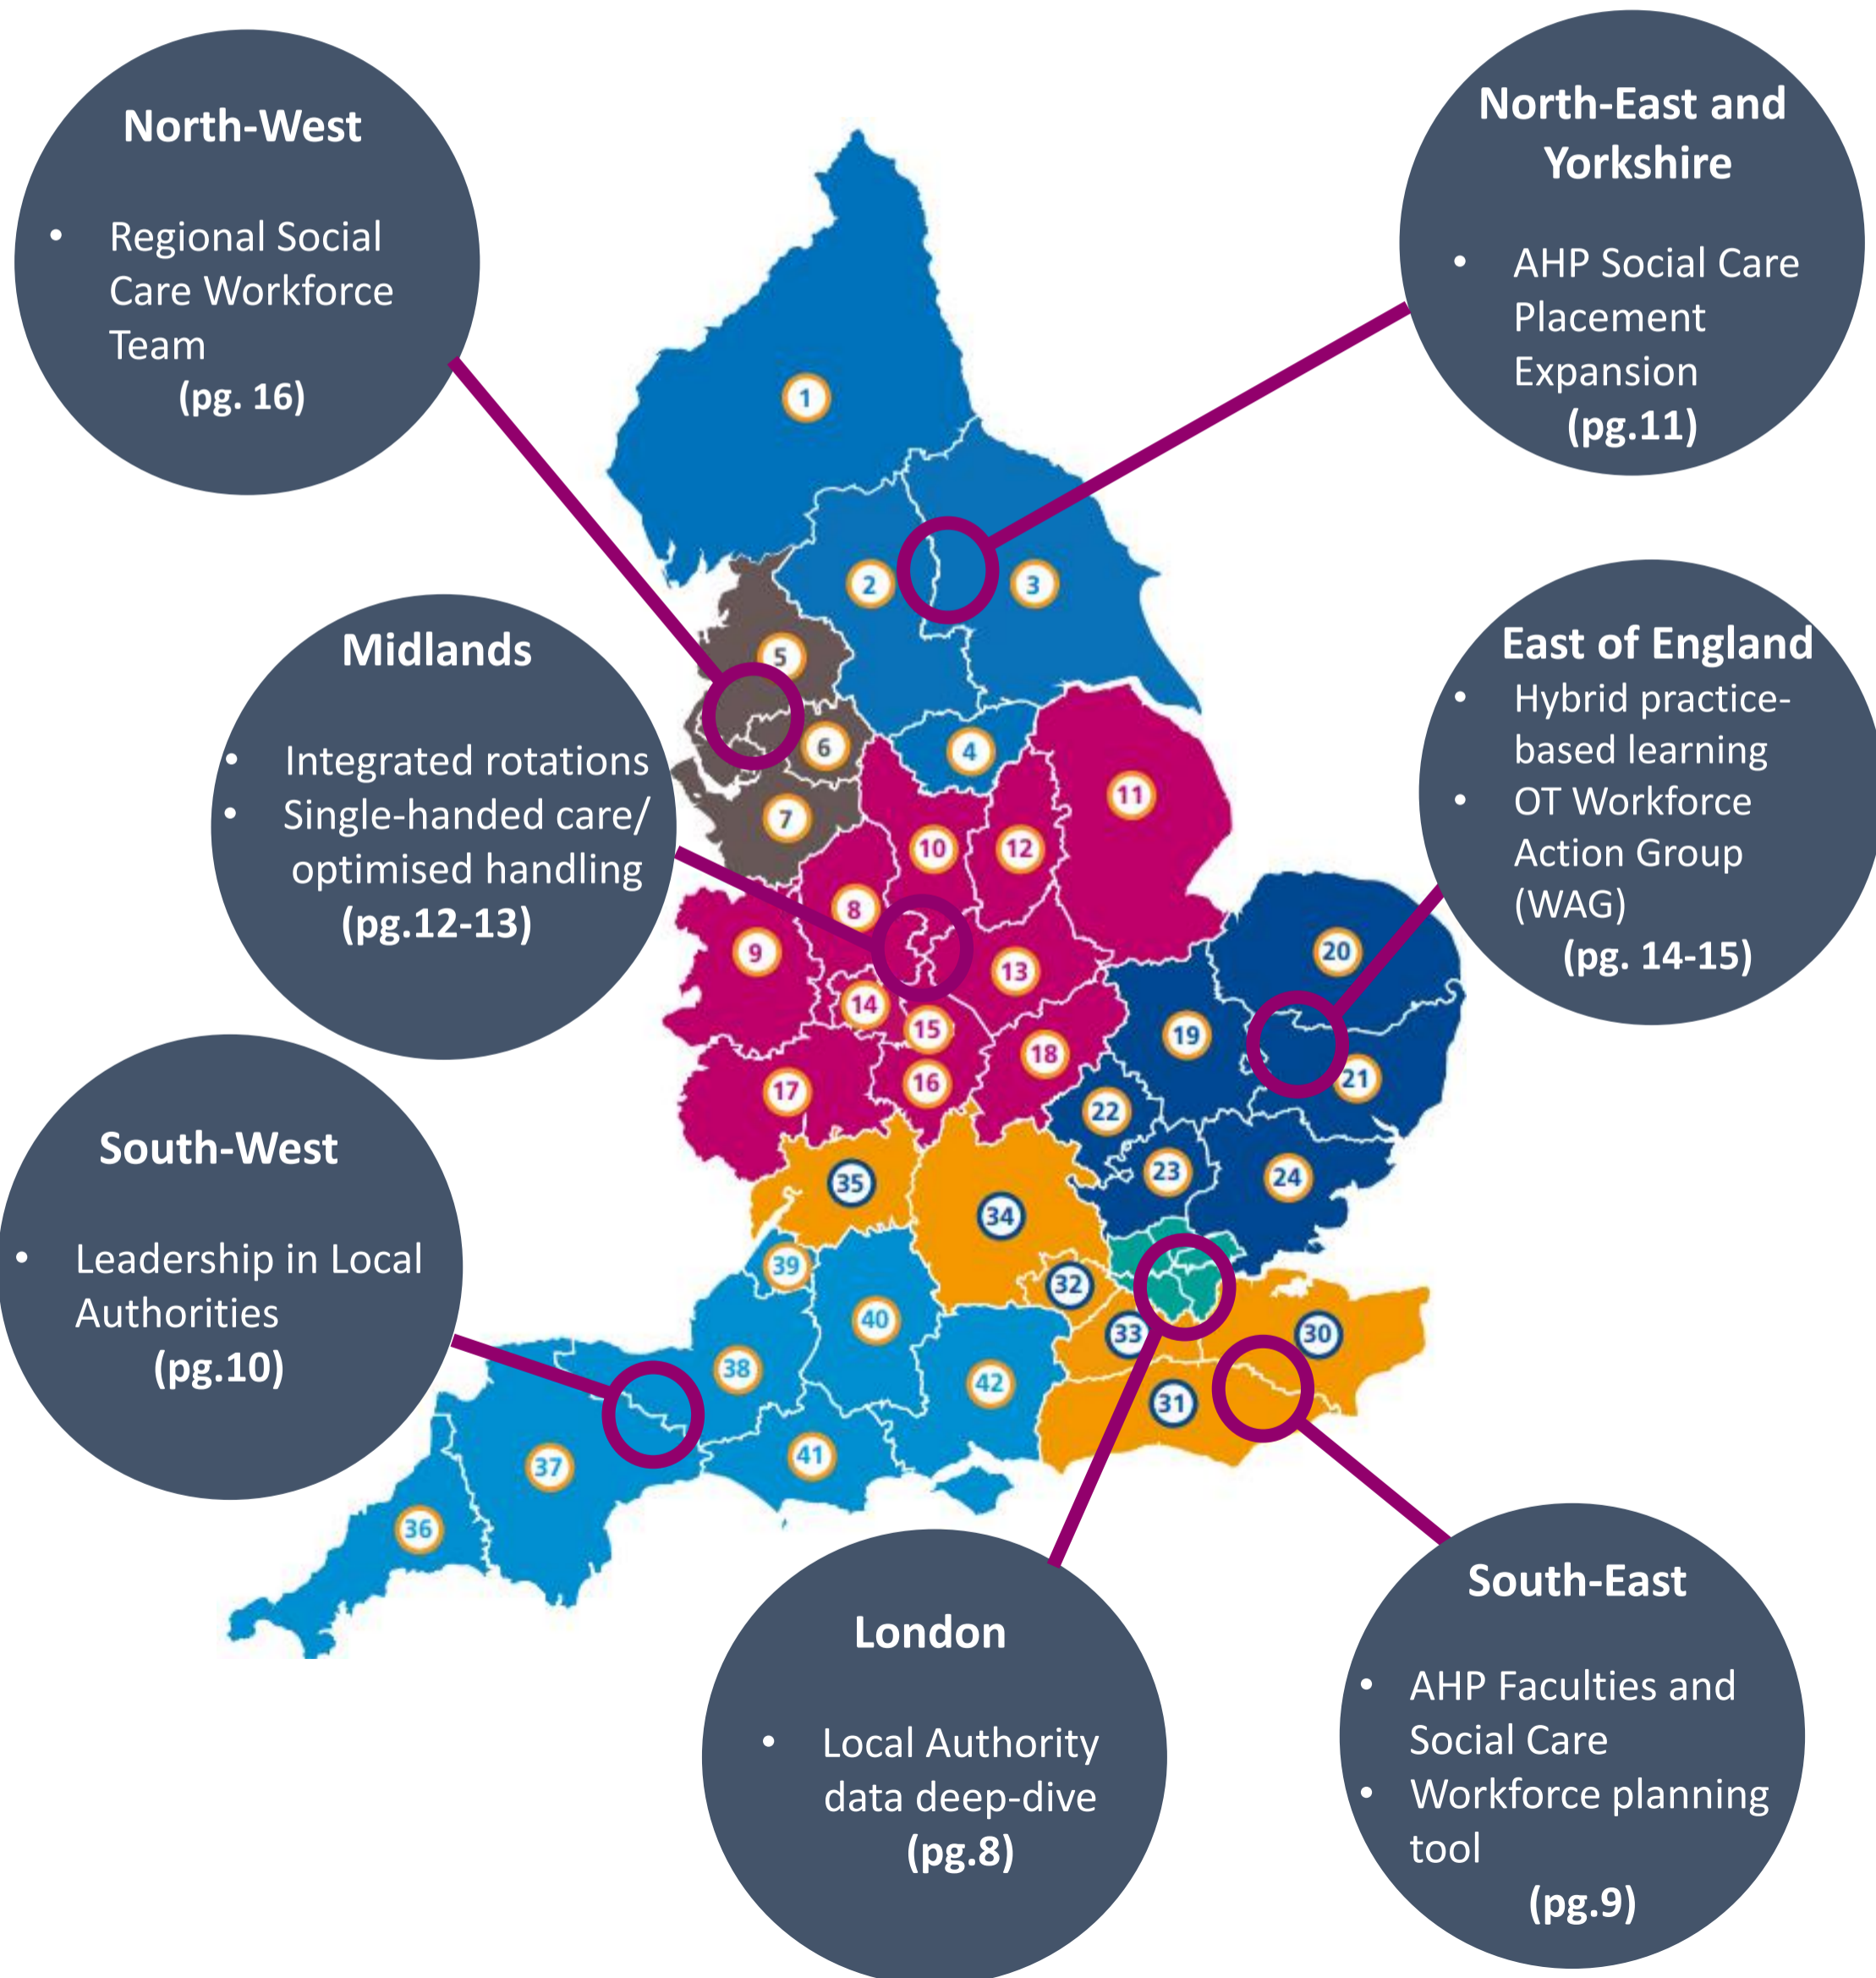 North-West
• Regional Social
Care Workforce
Team
(pg. 16)
North-East and
Yorkshire
• AHP Social Care
Placement
Expansion
(pg.11)
Midlands
• Integrated rotations
• Single-handed care/
optimised handling
(pg.12-13)
East of England
• Hybrid practice-
based learning
• OT Workforce
Action Group
(WAG)
(pg. 14-15)
South-West
• Leadership in Local
Authorities
(pg.10)
London
• Local Authority
data deep-dive
(pg.8)
South-East
• AHP Faculties and
Social Care
• Workforce planning
tool
(pg.9)
1
2
3
4
5
6
7
8
9
10
11
12
13
14
15
16
17
18
19
20
21
22
23
24
30
31
32
33
34
35
36
37
38
39
40
41
42